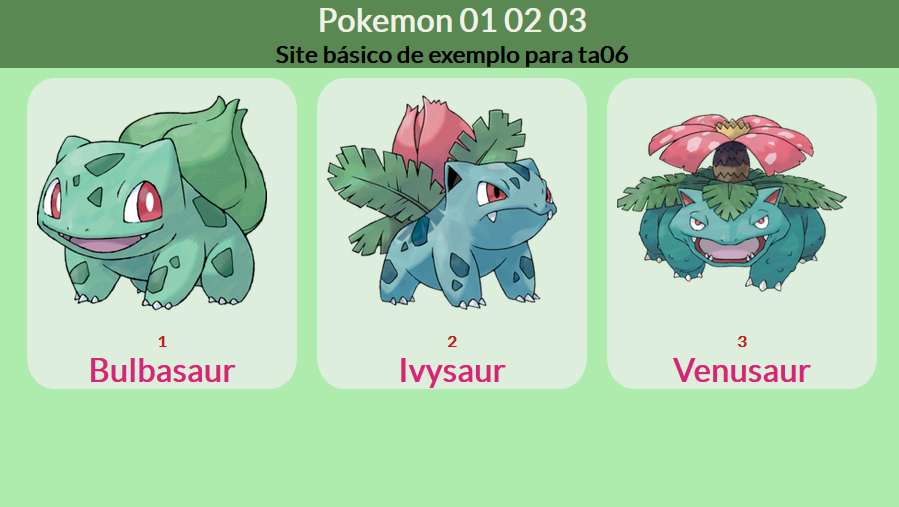 Pokemon 01 02 03
Site básico de exemplo para ta06
1
Bulbasaur
2
Ivysaur
3
Venusaur